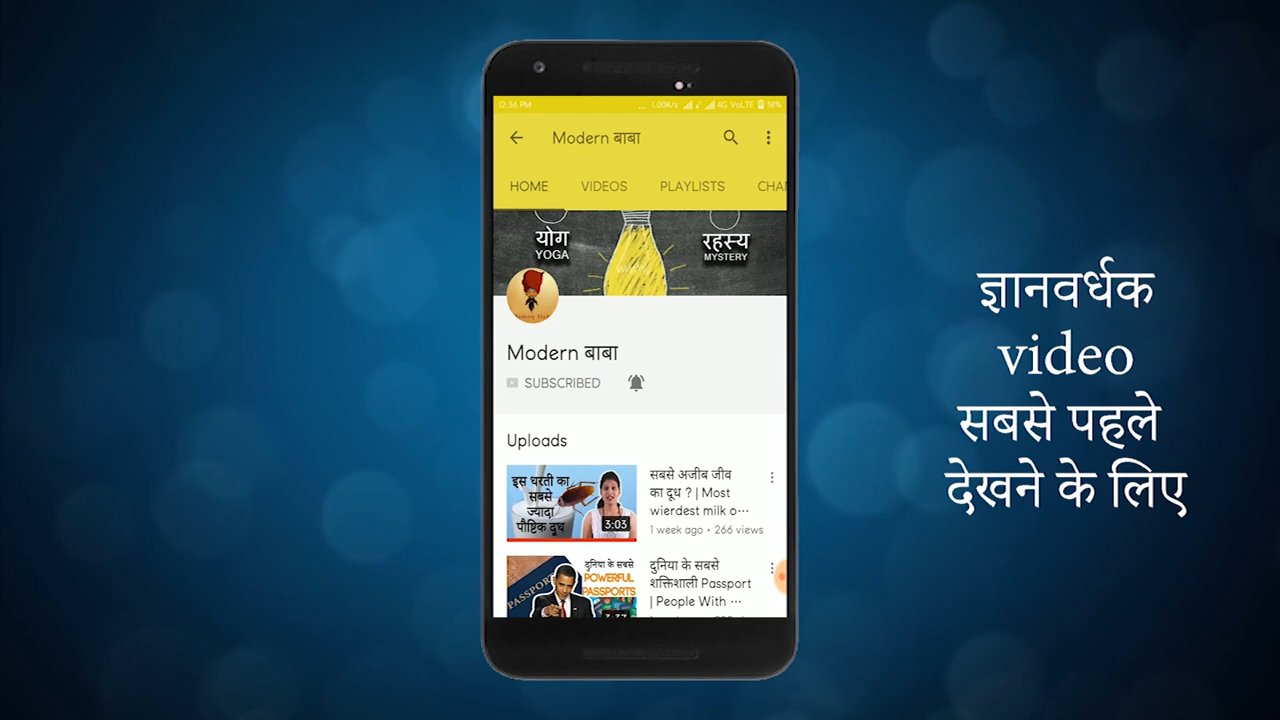 12:36 PM
... 1.00K/s 4G VoLTE 38%
Modern बाबा
HOME VIDEOS PLAYLISTS CHA
योग रहस्य
YOGA MYSTERY
Modern बाबा
SUBSCRIBED
Uploads
इस धरती का
सबसे
ज्यादा
पौष्टिक दूध
3:03
सबसे अजीब जीव
का दूध ? | Most
wierdest milk o...
1 week ago • 266 views
दुनिया के सबसे
POWERFUL
PASSPORTS
PASSPORT
दुनिया के सबसे
शक्तिशाली Passport
| People With ...
ज्ञानवर्धक
video
सबसे पहले
देखने के लिए